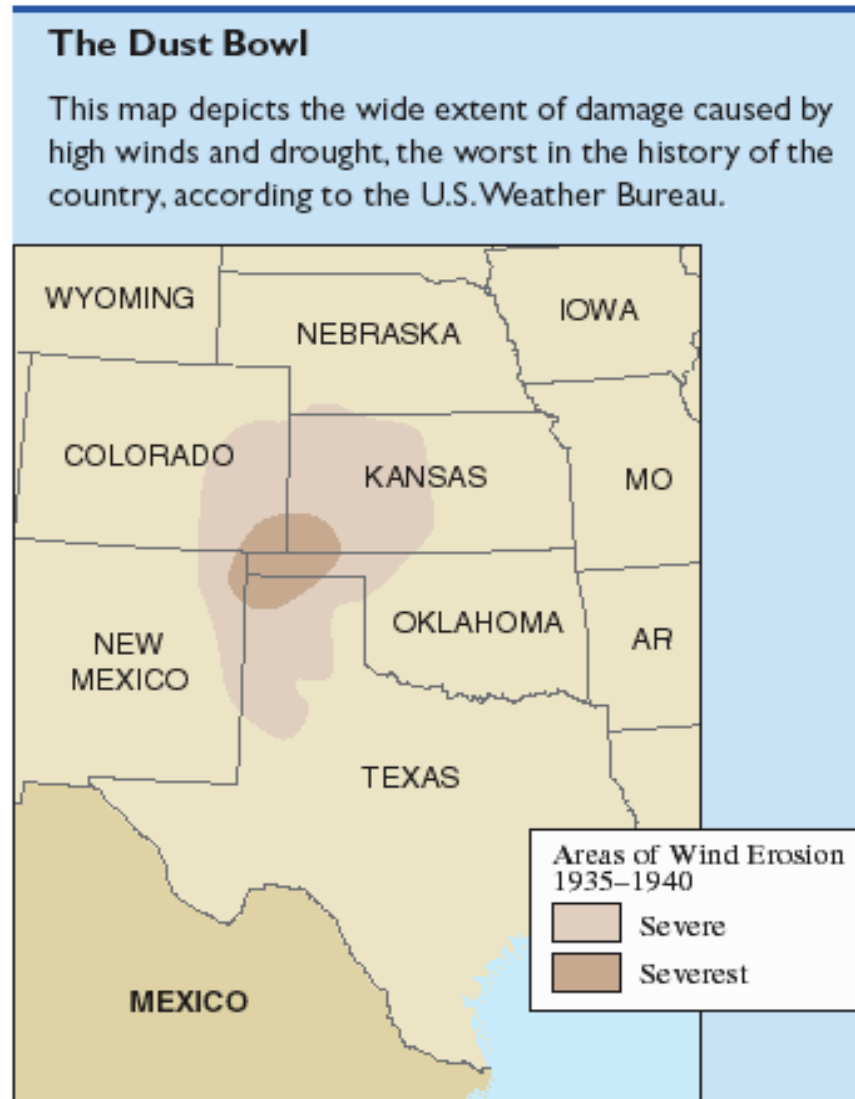 The Dust Bowl
This map depicts the wide extent of damage caused by
high winds and drought, the worst in the history of the
country, according to the U.S. Weather Bureau.
WYOMING
IOWA
NEBRASKA
COLORADO
KANSAS
MO
OKLAHOMA
AR
NEW
MEXICO
TEXAS
Areas of Wind Erosion
1935–1940
Severe
Severest
MEXICO